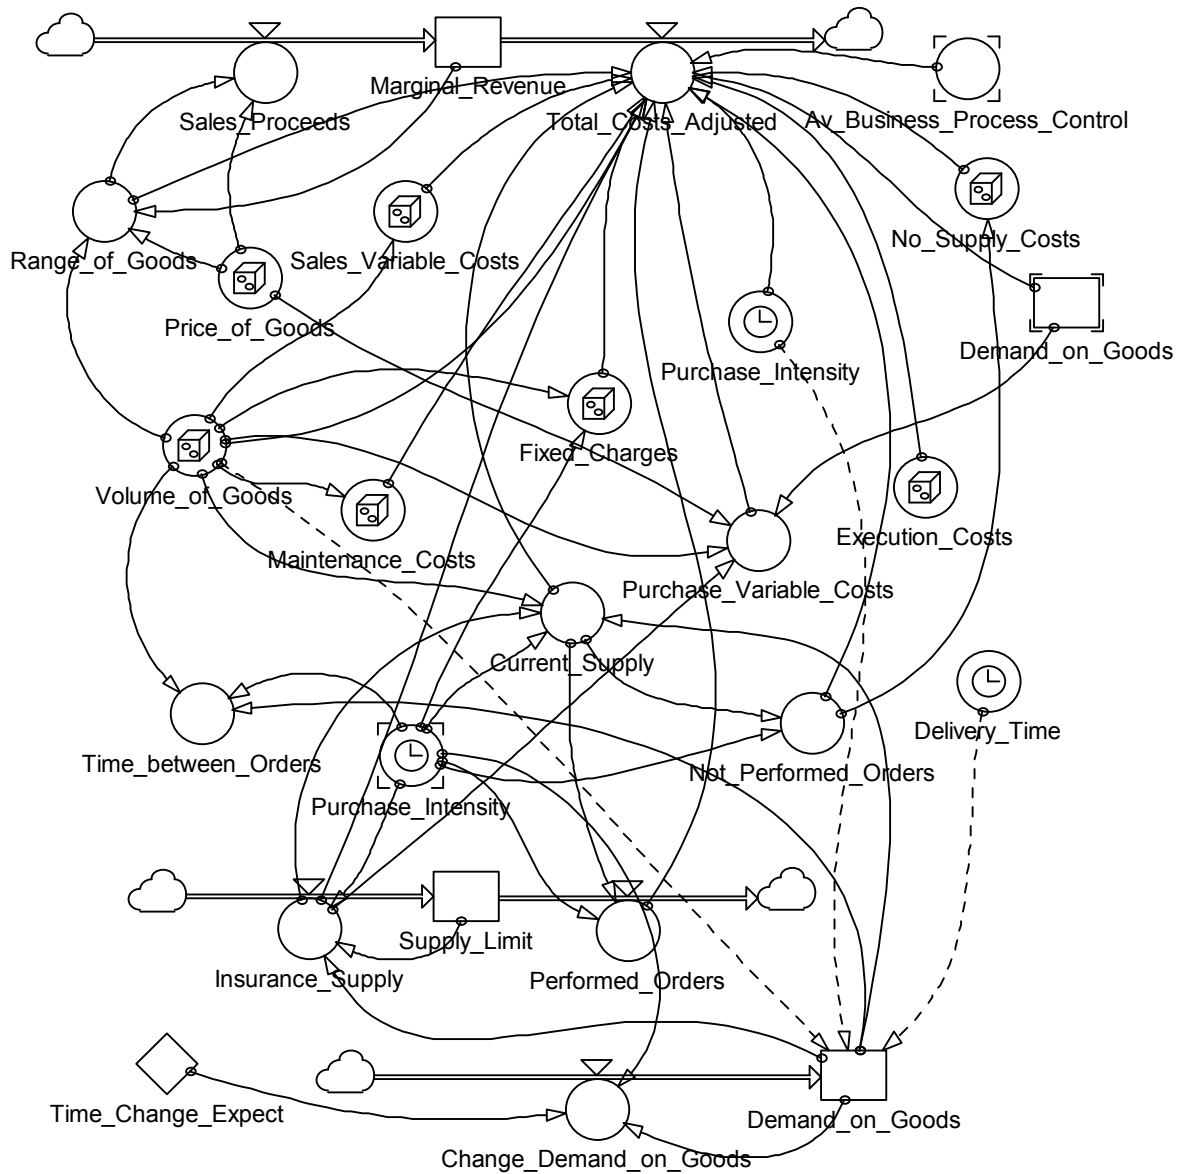 Marginal_Revenue
Sales_Proceeds
Total_Costs_Adjusted
Av_Business_Process_Control
No_Supply_Costs
Range_of_Goods
Sales_Variable_Costs
Price_of_Goods
Purchase_Intensity
Demand_on_Goods
Fixed_Charges
Volume_of_Goods
Maintenance_Costs
Execution_Costs
Purchase_Variable_Costs
Current_Supply
Delivery_Time
Time_between_Orders
Not_Performed_Orders
Purchase_Intensity
Supply_Limit
Insurance_Supply
Performed_Orders
Time_Change_Expect
Demand_on_Goods
Change_Demand_on_Goods